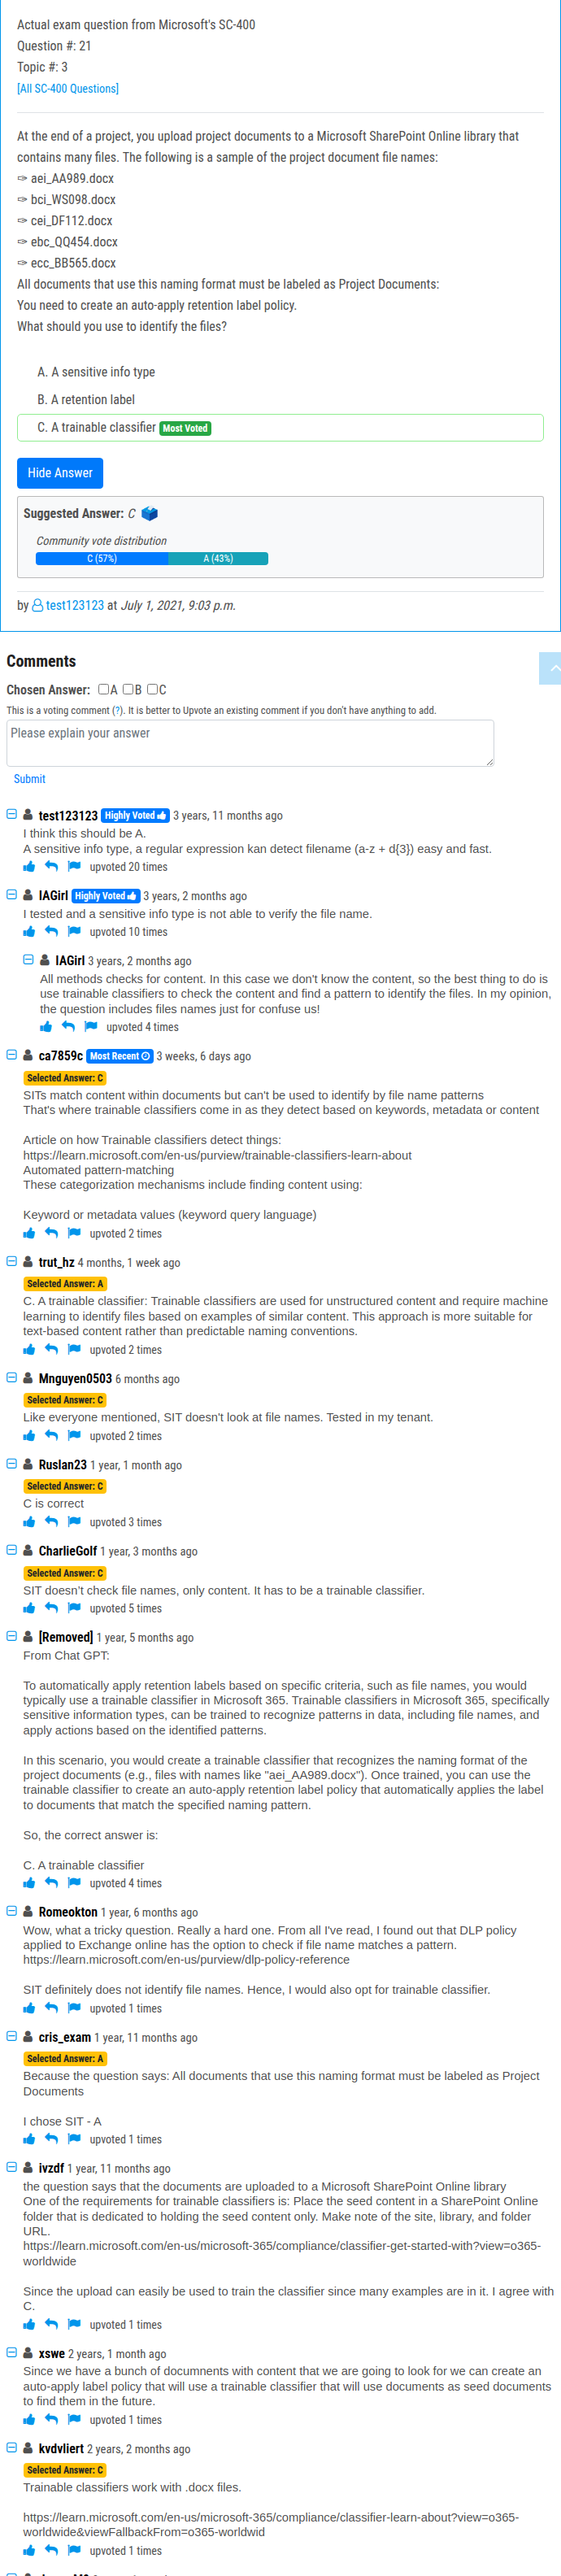 Actual exam question from Microsoft's SC-400
Question #: 21
Topic #: 3
[All SC-400 Questions]
At the end of a project, you upload project documents to a Microsoft SharePoint Online library that
contains many files. The following is a sample of the project document file names:
✑ aei_AA989.docx
✑ bci_WS098.docx
✑ cei_DF112.docx
✑ ebc_QQ454.docx
✑ ecc_BB565.docx
All documents that use this naming format must be labeled as Project Documents:
You need to create an auto-apply retention label policy.
What should you use to identify the files?
A. A sensitive info type
B. A retention label
C. A trainable classifier Most Voted
Hide Answer
Suggested Answer: C
Community vote distribution
C (57%) A (43%)
by test123123 at July 1, 2021, 9:03 p.m.
Comments
Chosen Answer: A B C
This is a voting comment (?). It is better to Upvote an existing comment if you don't have anything to add.
Please explain your answer
Submit
test123123 Highly Voted 3 years, 11 months ago
I think this should be A.
A sensitive info type, a regular expression kan detect filename (a-z + d{3}) easy and fast.
upvoted 20 times
IAGirl Highly Voted 3 years, 2 months ago
I tested and a sensitive info type is not able to verify the file name.
upvoted 10 times
IAGirl 3 years, 2 months ago
All methods checks for content. In this case we don't know the content, so the best thing to do is
use trainable classifiers to check the content and find a pattern to identify the files. In my opinion,
the question includes files names just for confuse us!
upvoted 4 times
ca7859c Most Recent 3 weeks, 6 days ago
Selected Answer: C
SITs match content within documents but can't be used to identify by file name patterns
That's where trainable classifiers come in as they detect based on keywords, metadata or content
Article on how Trainable classifiers detect things:
https://learn.microsoft.com/en-us/purview/trainable-classifiers-learn-about
Automated pattern-matching
These categorization mechanisms include finding content using:
Keyword or metadata values (keyword query language)
upvoted 2 times
trut_hz 4 months, 1 week ago
Selected Answer: A
C. A trainable classifier: Trainable classifiers are used for unstructured content and require machine
learning to identify files based on examples of similar content. This approach is more suitable for
text-based content rather than predictable naming conventions.
upvoted 2 times
Mnguyen0503 6 months ago
Selected Answer: C
Like everyone mentioned, SIT doesn't look at file names. Tested in my tenant.
upvoted 2 times
Ruslan23 1 year, 1 month ago
Selected Answer: C
C is correct
upvoted 3 times
CharlieGolf 1 year, 3 months ago
Selected Answer: C
SIT doesn't check file names, only content. It has to be a trainable classifier.
upvoted 5 times
[Removed] 1 year, 5 months ago
From Chat GPT:
To automatically apply retention labels based on specific criteria, such as file names, you would
typically use a trainable classifier in Microsoft 365. Trainable classifiers in Microsoft 365, specifically
sensitive information types, can be trained to recognize patterns in data, including file names, and
apply actions based on the identified patterns.
In this scenario, you would create a trainable classifier that recognizes the naming format of the
project documents (e.g., files with names like "aei_AA989.docx"). Once trained, you can use the
trainable classifier to create an auto-apply retention label policy that automatically applies the label
to documents that match the specified naming pattern.
So, the correct answer is:
C. A trainable classifier
upvoted 4 times
Romeokton 1 year, 6 months ago
Wow, what a tricky question. Really a hard one. From all I've read, I found out that DLP policy
applied to Exchange online has the option to check if file name matches a pattern.
https://learn.microsoft.com/en-us/purview/dlp-policy-reference
SIT definitely does not identify file names. Hence, I would also opt for trainable classifier.
upvoted 1 times
cris_exam 1 year, 11 months ago
Selected Answer: A
Because the question says: All documents that use this naming format must be labeled as Project
Documents
I chose SIT - A
upvoted 1 times
ivzdf 1 year, 11 months ago
the question says that the documents are uploaded to a Microsoft SharePoint Online library
One of the requirements for trainable classifiers is: Place the seed content in a SharePoint Online
folder that is dedicated to holding the seed content only. Make note of the site, library, and folder
URL.
https://learn.microsoft.com/en-us/microsoft-365/compliance/classifier-get-started-with?view=o365-
worldwide
Since the upload can easily be used to train the classifier since many examples are in it. I agree with
C.
upvoted 1 times
xswe 2 years, 1 month ago
Since we have a bunch of documnents with content that we are going to look for we can create an
auto-apply label policy that will use a trainable classifier that will use documents as seed documents
to find them in the future.
upvoted 1 times
kvdvliert 2 years, 2 months ago
Selected Answer: C
Trainable classifiers work with .docx files.
https://learn.microsoft.com/en-us/microsoft-365/compliance/classifier-learn-about?view=o365-
worldwide&viewFallbackFrom=o365-worldwid
upvoted 1 times